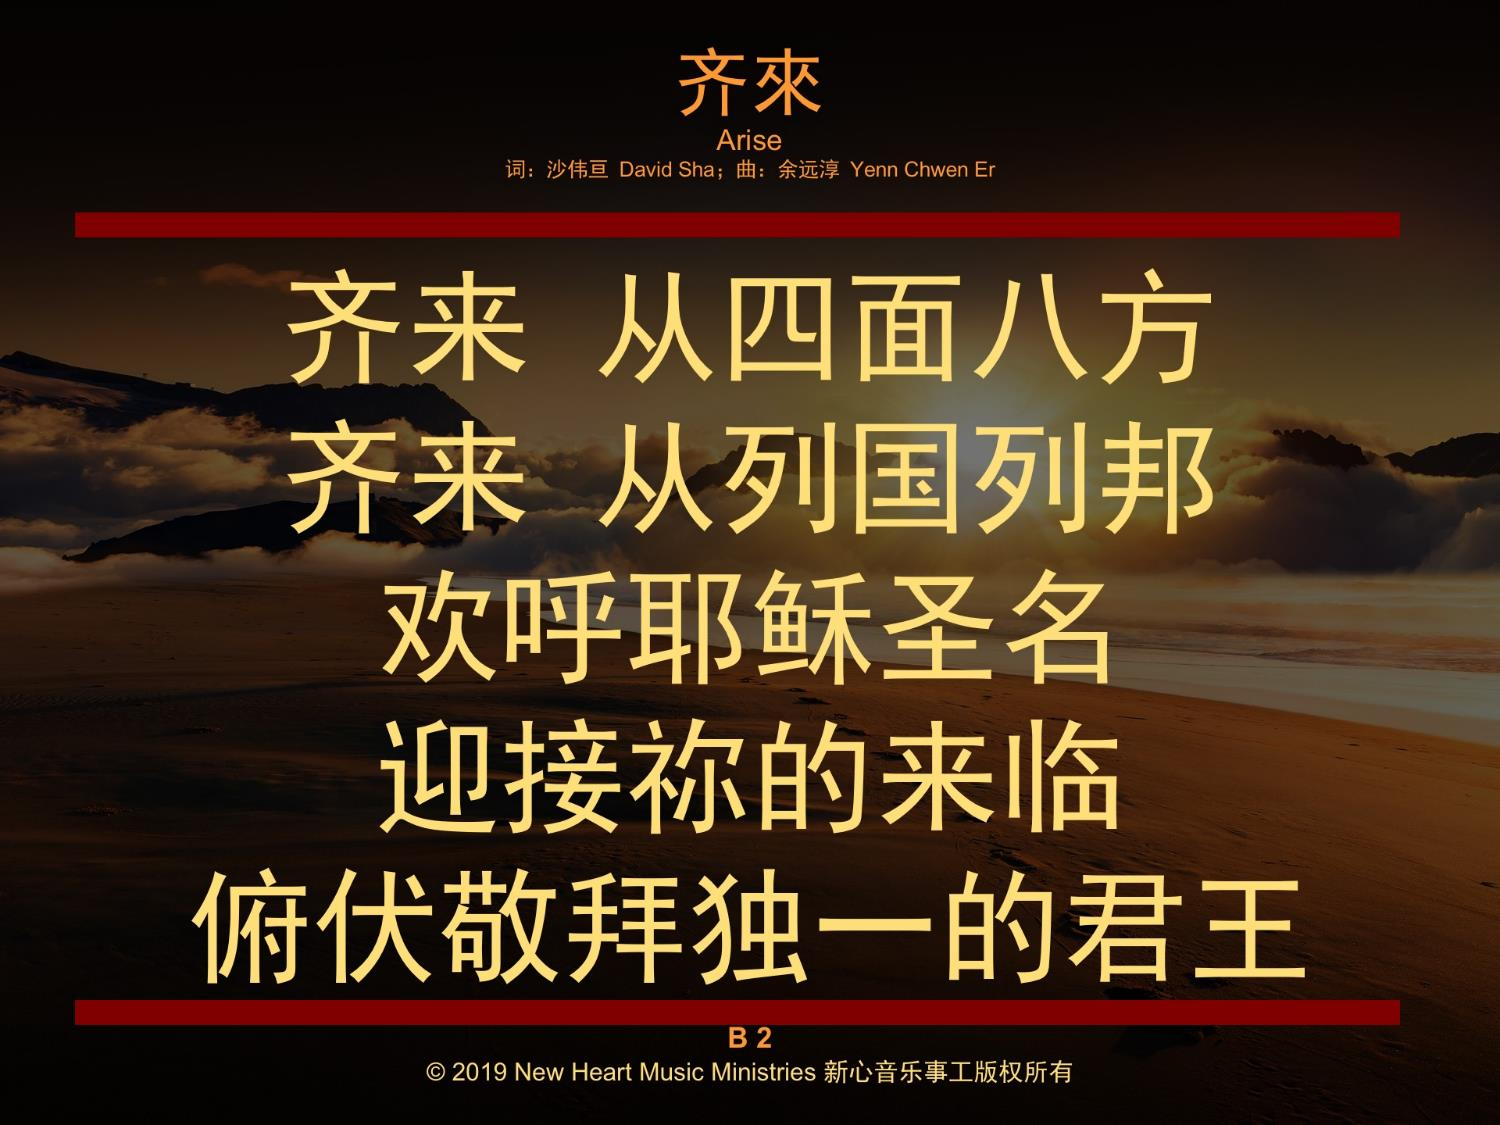 齐來
Arise
词：沙伟亘 David Sha；曲：余远淳 Yenn Chwen Er
齐来 从四面八方
齐来 从列国列邦
欢呼耶稣圣名
迎接祢的来临
俯伏敬拜独一的君王
B 2
© 2019 New Heart Music Ministries 新心音乐事工版权所有